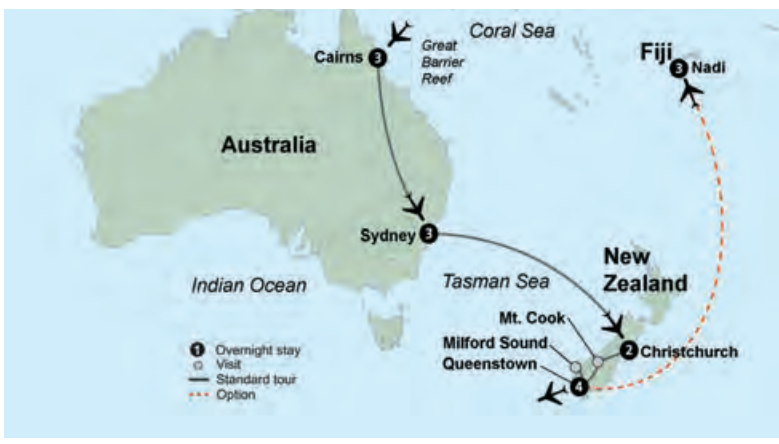 Coral Sea
Cairns 3
Great
Barrier
Reef
Fiji
3 Nadi
Australia
Sydney 3
Indian Ocean
Tasman Sea
New
Zealand
Mt. Cook
Milford Sound
Queenstown
2 Christchurch
4
1 Overnight stay
Visit
Standard tour
Option